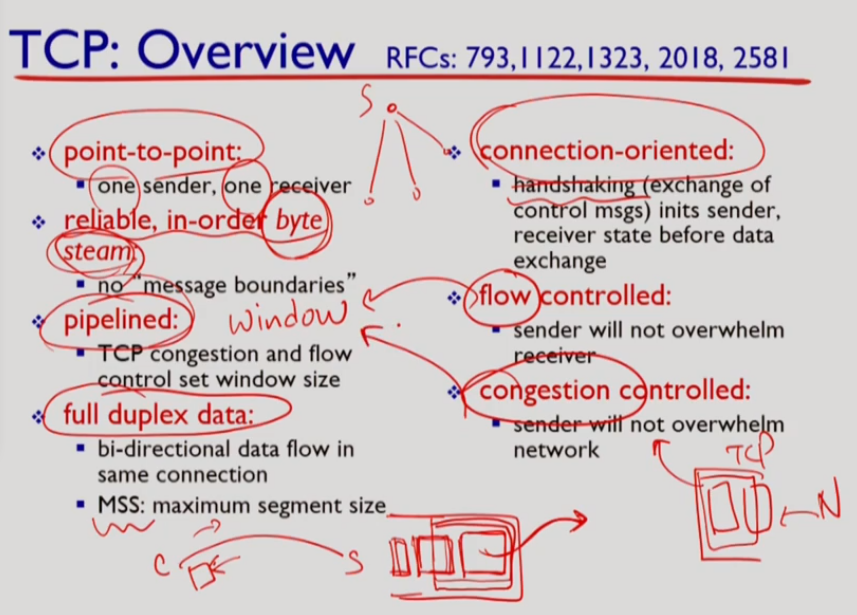 TCP: Overview RFCs: 793,1122,1323, 2018, 2581
point-to-point:
one sender, one receiver
reliable, in-order byte
steam:
no "message boundaries"
pipelined:
window
TCP congestion and flow
control set window size
full duplex data:
bi-directional data flow in
same connection
MSS: maximum segment size
C S
S
connection-oriented:
handshaking (exchange of
control msgs) inits sender,
receiver state before data
exchange
flow controlled:
sender will not overwhelm
receiver
congestion controlled:
sender will not overwhelm
network
TCP
N